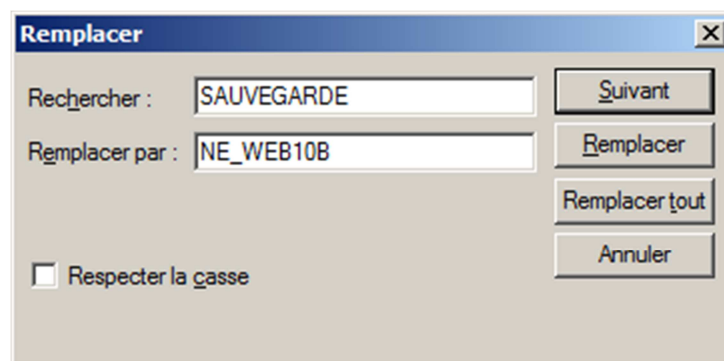 Remplacer
Rechercher : SAUVEGARDE
Suivant
Remplacer par : NE_WEB10B
Remplacer
Remplacer tout
Respecter la casse
Annuler